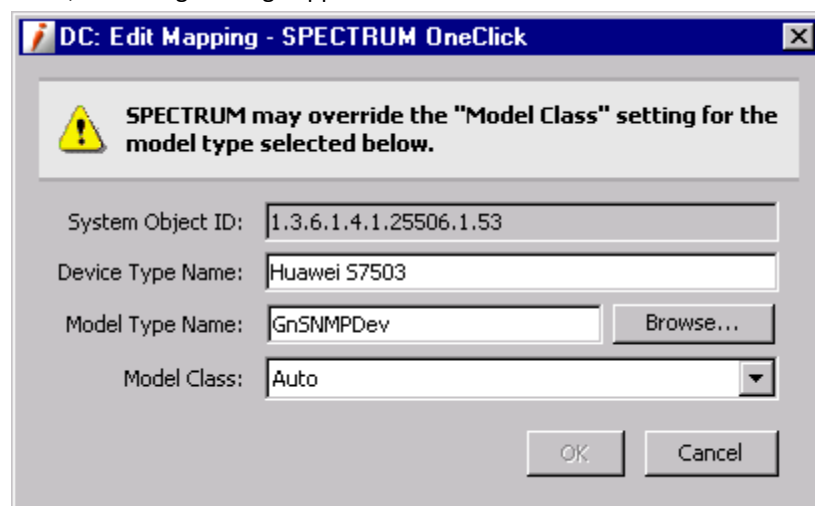 DC: Edit Mapping - SPECTRUM OneClick
SPECTRUM may override the "Model Class" setting for the
model type selected below.
System Object ID: 1.3.6.1.4.1.25506.1.53
Device Type Name: Huawei S7503
Model Type Name: GnSNMPDev Browse...
Model Class: Auto
OK Cancel